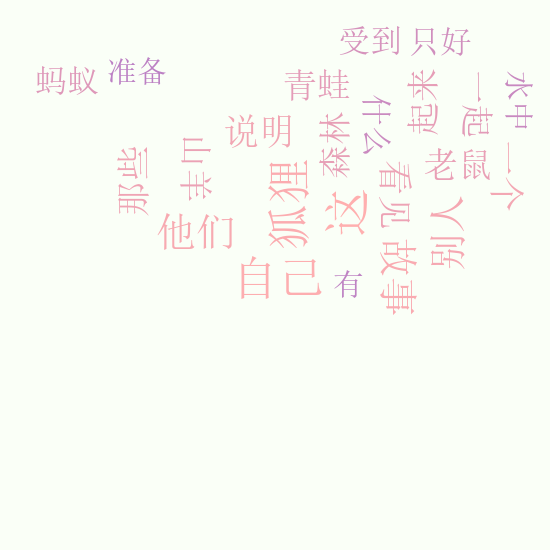 受到
只好
准备
蚂蚁
青蛙
起来
一起
水中
什么
说明
森林
那些
山羊
狐狸
这
看见
老鼠
一个
别人
他们
故事
自己
有